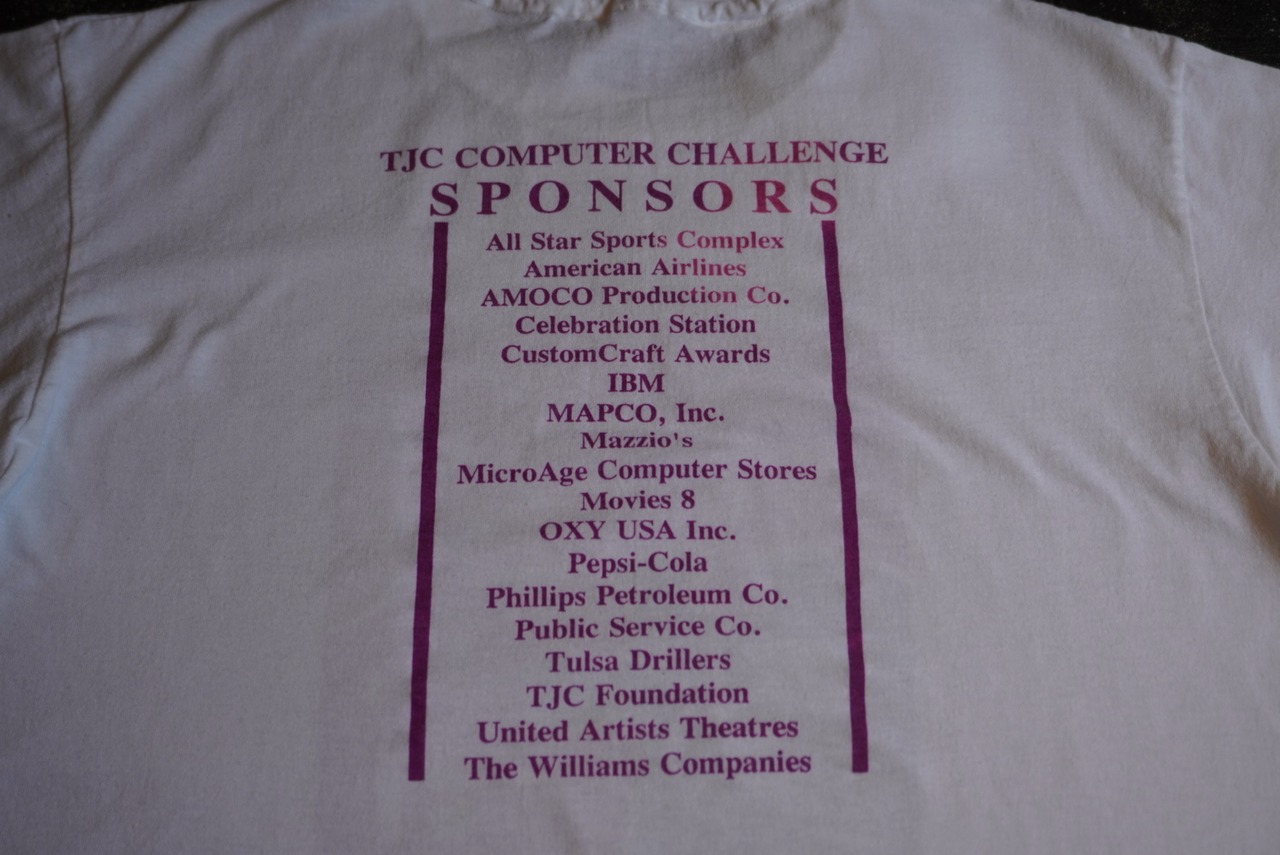 TJC COMPUTER CHALLENGE
SPONSORS
All Star Sports Complex
American Airlines
AMOCO Production Co.
Celebration Station
CustomCraft Awards
IBM
MAPCO, Inc.
Mazzio's
MicroAge Computer Stores
Movies 8
OXY USA Inc.
Pepsi-Cola
Phillips Petroleum Co.
Public Service Co.
Tulsa Drillers
TJC Foundation
United Artists Theatres
The Williams Companies